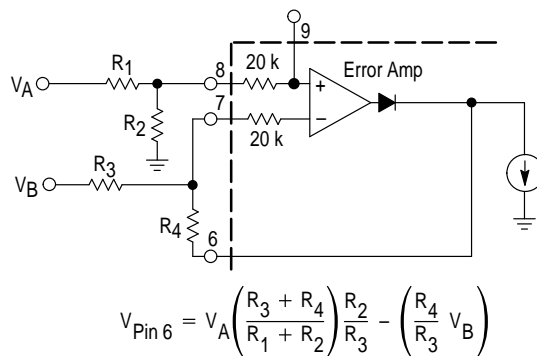 9
R1
8
20 k
Error Amp
VA
+
7
R2
20 k
−
R3
VB
R4
6
V Pin 6 = VA ( (R3 + R4) / (R1 + R2) ) R2 / R3 − ( R4 / R3 VB )